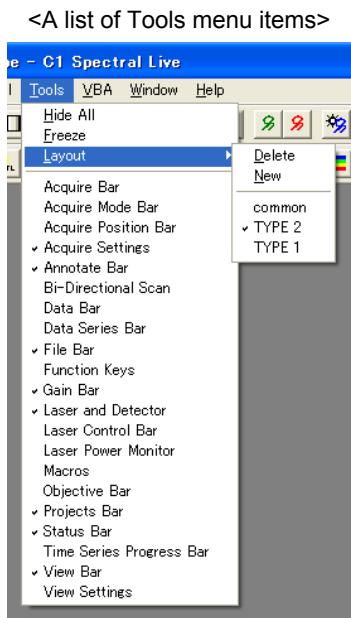 <A list of Tools menu items>
pe - C1 Spectral Live
Tools VBA Window Help
Hide All
Freeze
Layout
Delete
New
common
✓ TYPE 2
TYPE 1
Acquire Bar
Acquire Mode Bar
Acquire Position Bar
✓ Acquire Settings
✓ Annotate Bar
Bi-Directional Scan
Data Bar
Data Series Bar
✓ File Bar
Function Keys
✓ Gain Bar
✓ Laser and Detector
Laser Control Bar
Laser Power Monitor
Macros
Objective Bar
✓ Projects Bar
✓ Status Bar
Time Series Progress Bar
✓ View Bar
View Settings